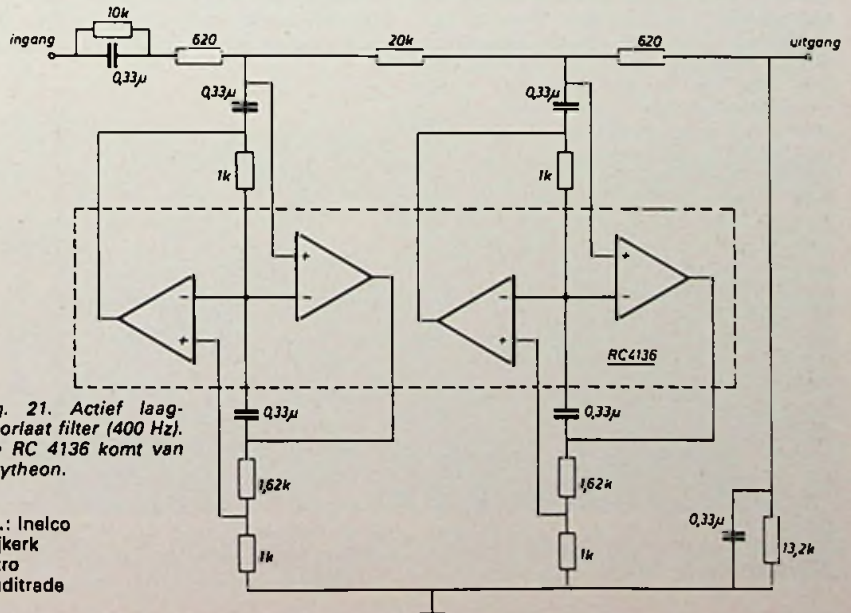 10k
ingang
0,33μ
620
20k
620
uitgang
0,33μ
0,33μ
1k
1k
+
-
-
+
+
-
-
+
RC4136
0,33μ
0,33μ
1,62k
1,62k
1k
1k
0,33μ
13,2k
g. 21. Actief laag-
orlaat filter (400 Hz).
RC 4136 komt van
ytheon.
.: Inelco
jkerk
tro
uditrade